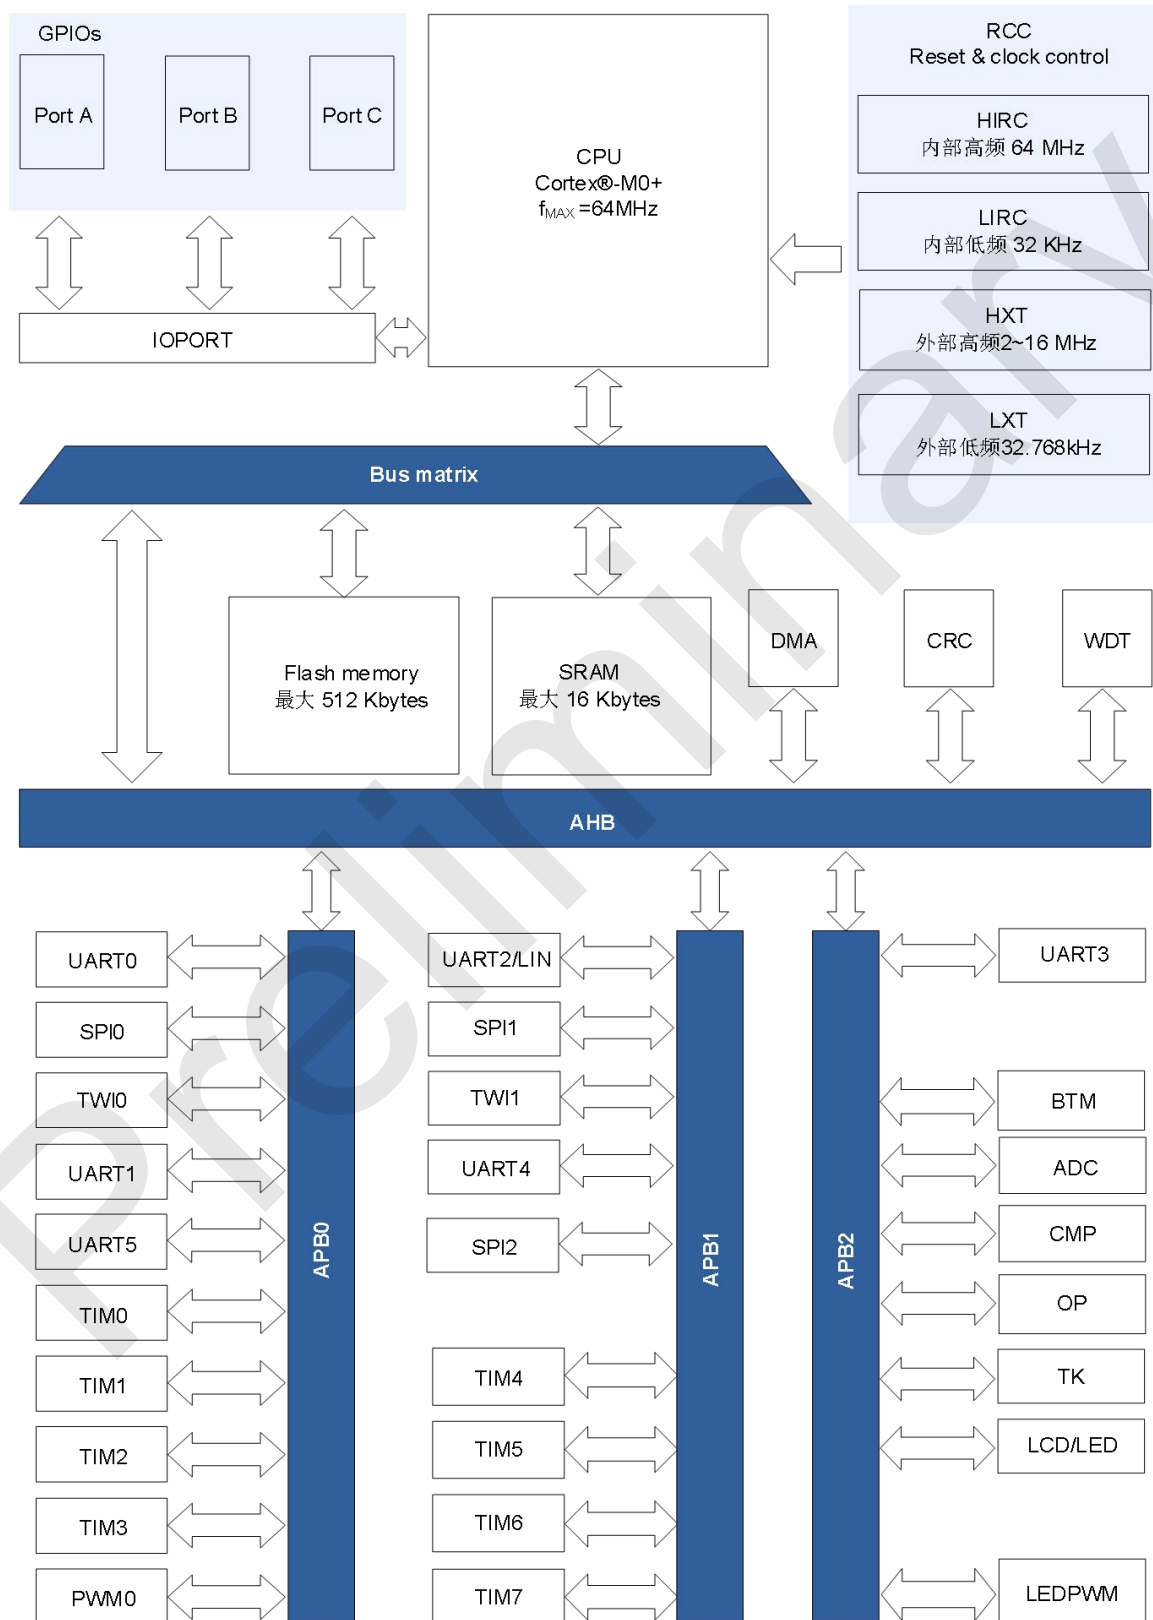 GPIOs
Port A
Port B
Port C
IOPORT
CPU
Cortex®-M0+
fMAX =64MHz
RCC
Reset & clock control
HIRC
内部高频 64 MHz
LIRC
内部低频 32 KHz
HXT
外部高频2~16 MHz
LXT
外部低频32.768kHz
Bus matrix
Flash memory
最大 512 Kbytes
SRAM
最大 16 Kbytes
DMA
CRC
WDT
AHB
APB0
UART0
SPI0
TWI0
UART1
UART5
TIM0
TIM1
TIM2
TIM3
PWM0
APB1
UART2/LIN
SPI1
TWI1
UART4
SPI2
TIM4
TIM5
TIM6
TIM7
APB2
UART3
BTM
ADC
CMP
OP
TK
LCD/LED
LEDPWM
Preliminary